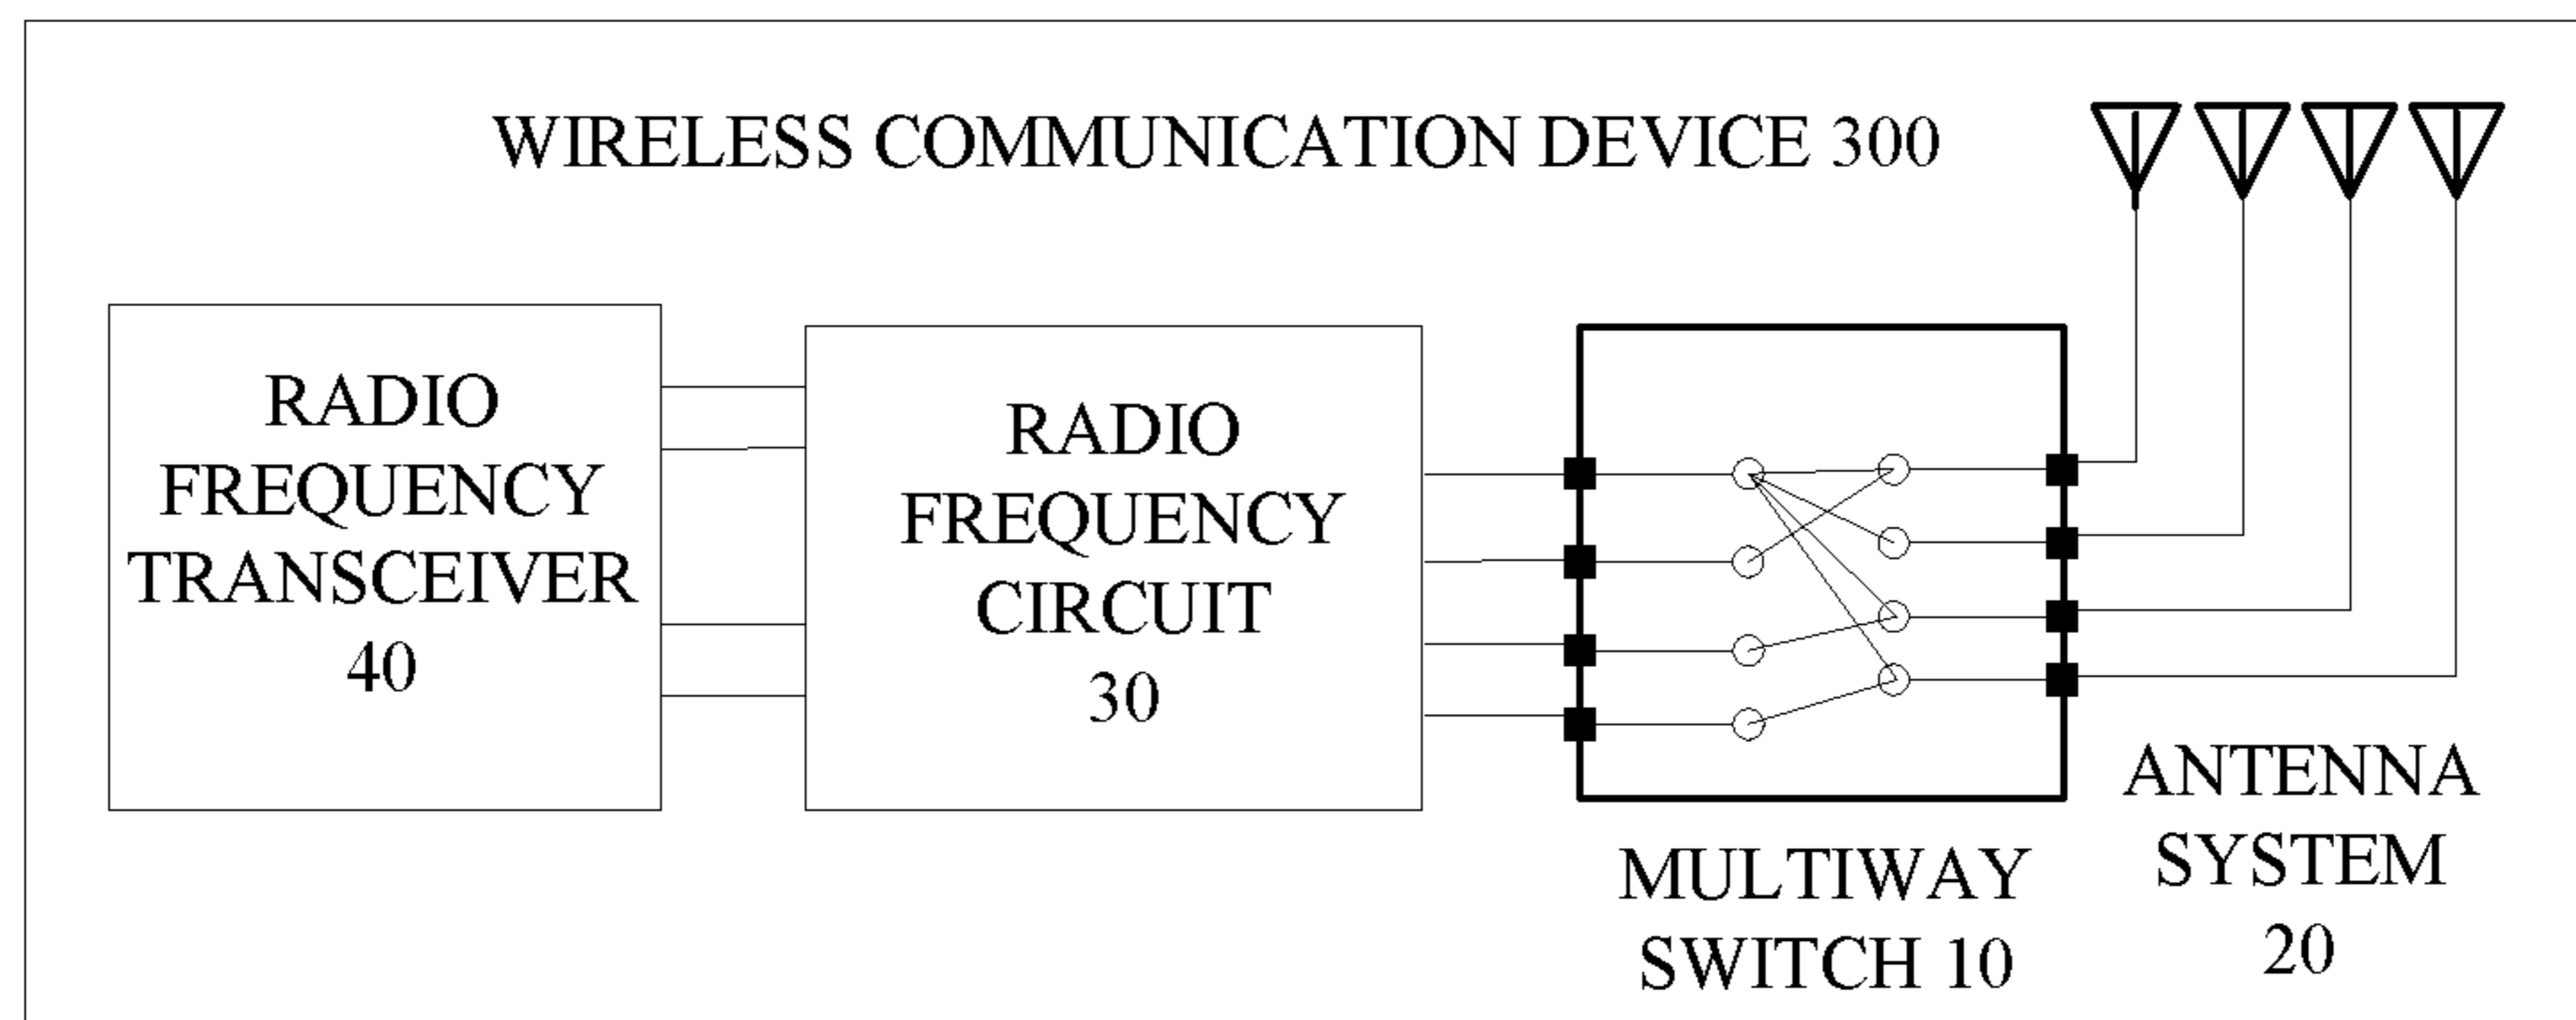 WIRELESS COMMUNICATION DEVICE 300
RADIO
FREQUENCY
TRANSCEIVER
40
RADIO
FREQUENCY
CIRCUIT
30
MULTIWAY
SWITCH 10
ANTENNA
SYSTEM
20